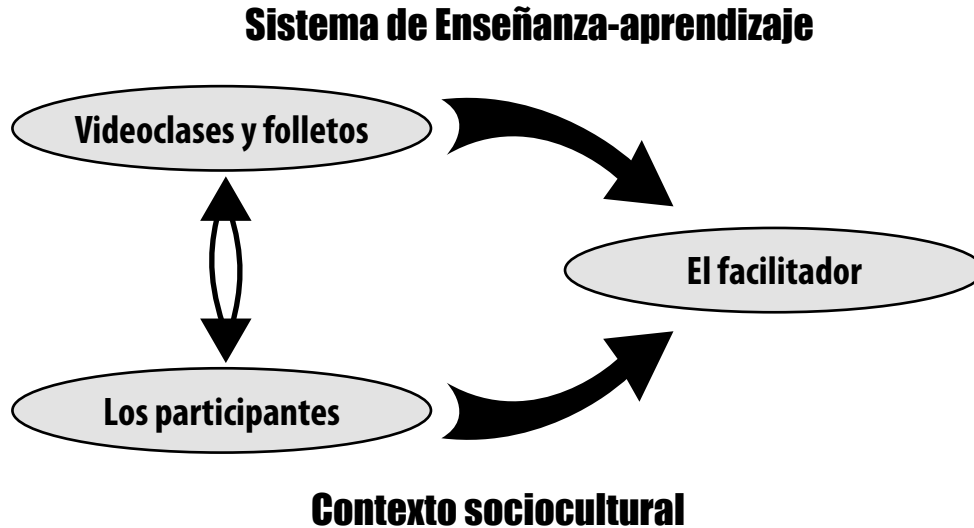 Sistema de Enseñanza-aprendizaje
Videoclases y folletos
El facilitador
Los participantes
Contexto sociocultural